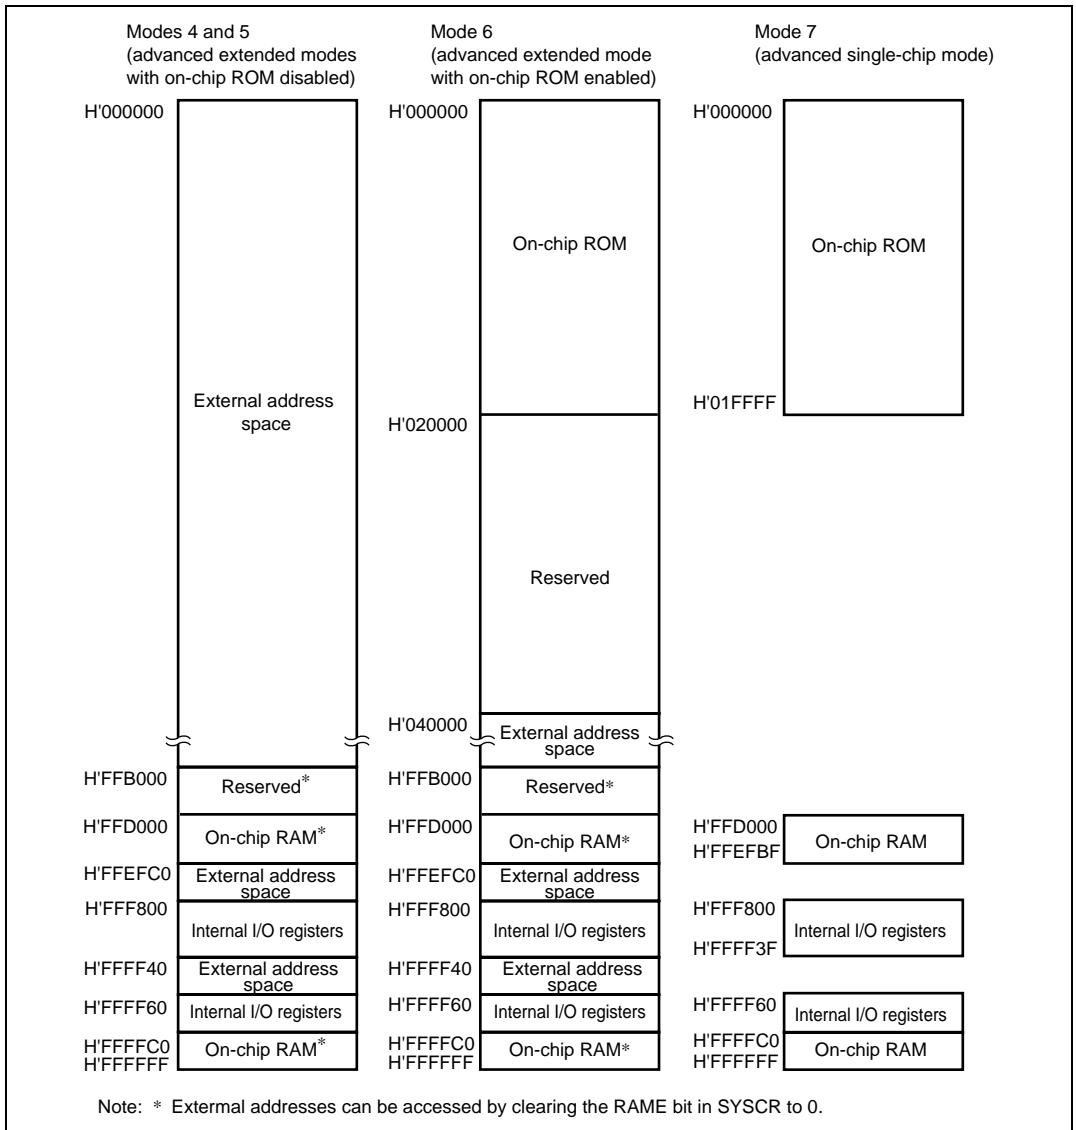 Modes 4 and 5
(advanced extended modes
with on-chip ROM disabled)
H'000000
External address
space
H'FFB000
Reserved*
H'FFD000
On-chip RAM*
H'FFEFC0
External address
space
H'FFF800
Internal I/O registers
H'FFFF40
External address
space
H'FFFF60
Internal I/O registers
H'FFFFC0
On-chip RAM*
H'FFFFFF
Mode 6
(advanced extended mode
with on-chip ROM enabled)
H'000000
On-chip ROM
H'020000
Reserved
H'040000
External address
space
H'FFB000
Reserved*
H'FFD000
On-chip RAM*
H'FFEFC0
External address
space
H'FFF800
Internal I/O registers
H'FFFF40
External address
space
H'FFFF60
Internal I/O registers
H'FFFFC0
On-chip RAM*
H'FFFFFF
Mode 7
(advanced single-chip mode)
H'000000
On-chip ROM
H'01FFFF
H'FFD000
On-chip RAM
H'FFEFBF
H'FFF800
Internal I/O registers
H'FFFF3F
H'FFFF60
Internal I/O registers
H'FFFFC0
On-chip RAM
H'FFFFFF
Note: * Extermal addresses can be accessed by clearing the RAME bit in SYSCR to 0.